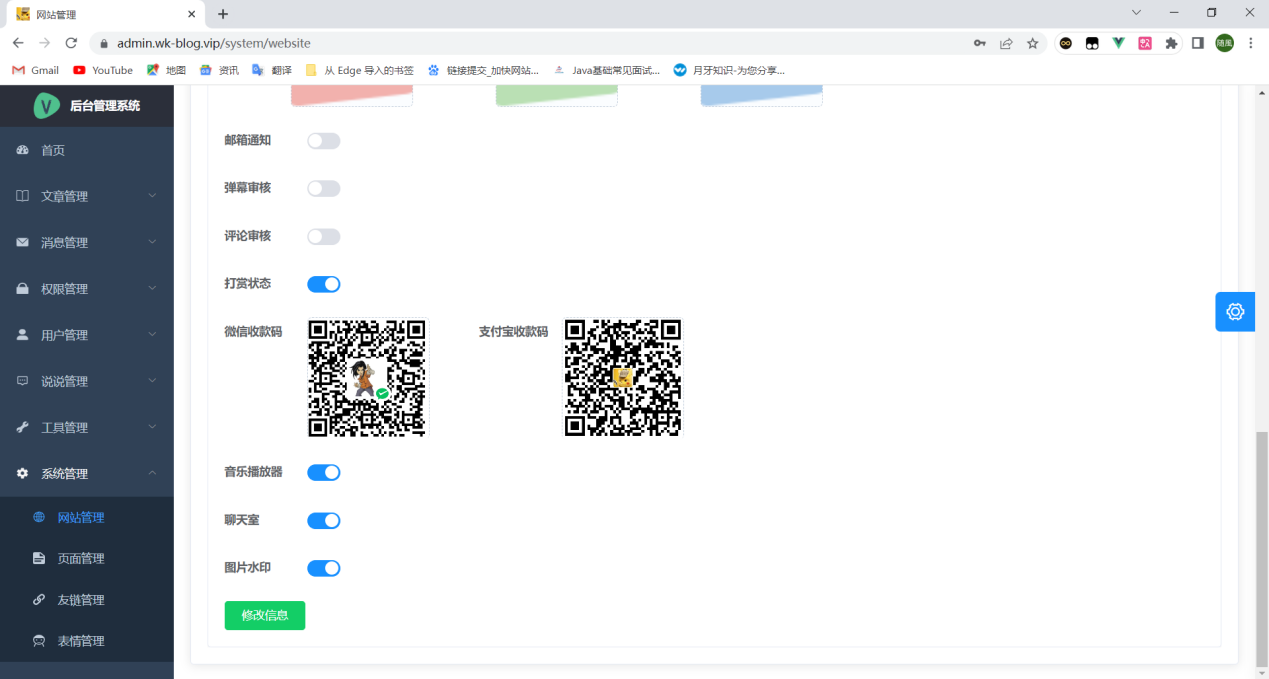 网站管理
admin.wk-blog.vip/system/website
随風
Gmail
YouTube
地图
资讯
翻译
从 Edge 导入的书签
链接提交_加快网站...
Java基础常见面试...
月牙知识-为您分享...
后台管理系统
首页
文章管理
消息管理
权限管理
用户管理
说说管理
工具管理
系统管理
网站管理
页面管理
友链管理
表情管理
邮箱通知
弹幕审核
评论审核
打赏状态
微信收款码
支付宝收款码
音乐播放器
聊天室
图片水印
修改信息